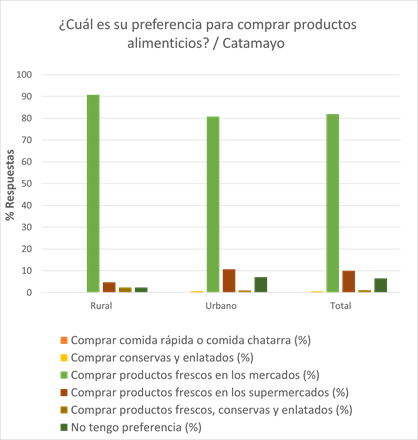 ¿Cuál es su preferencia para comprar productos
alimenticios? / Catamayo
% Respuestas
100
90
80
70
60
50
40
30
20
10
0
Rural Urbano Total
Comprar comida rápida o comida chatarra (%)
Comprar conservas y enlatados (%)
Comprar productos frescos en los mercados (%)
Comprar productos frescos en los supermercados (%)
Comprar productos frescos, conservas y enlatados (%)
No tengo preferencia (%)